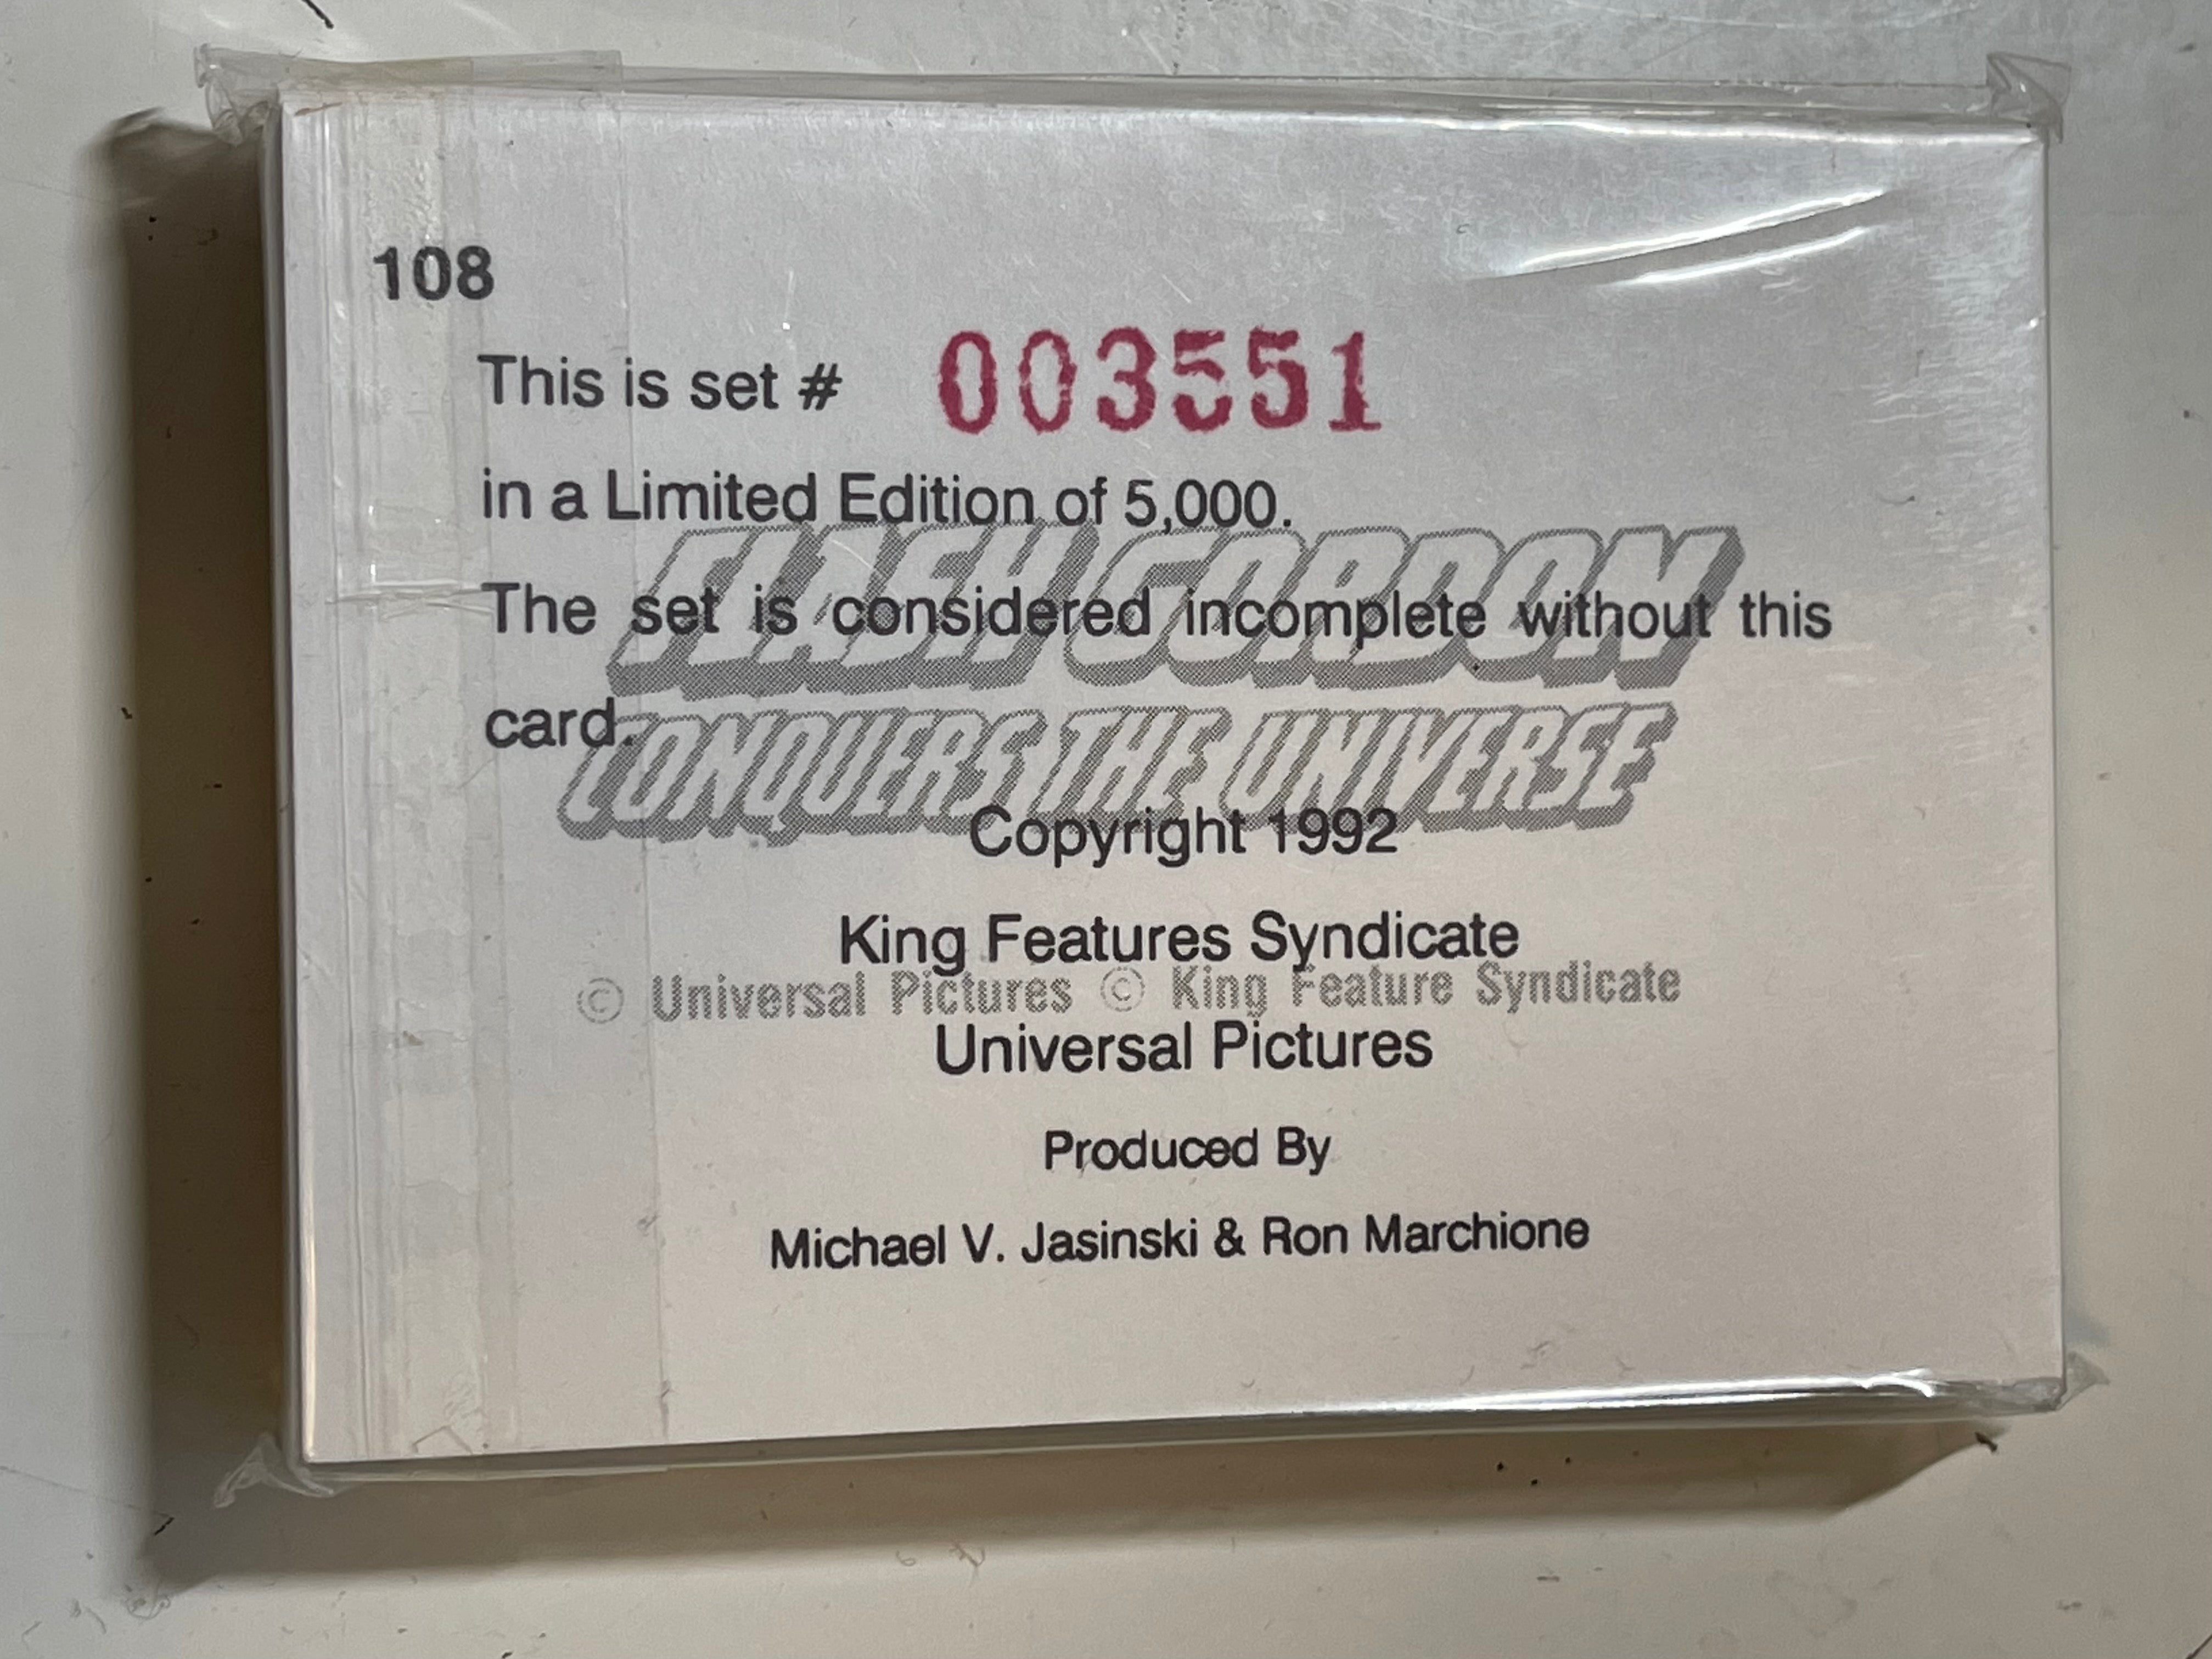 108
This is set # 003551
in a Limited Edition of 5,000.
FLASH GORDON
The set is considered incomplete without this
card.
CONQUERS THE UNIVERSE
Copyright 1992
King Features Syndicate
© Universal Pictures © King Feature Syndicate
Universal Pictures
Produced By
Michael V. Jasinski & Ron Marchione